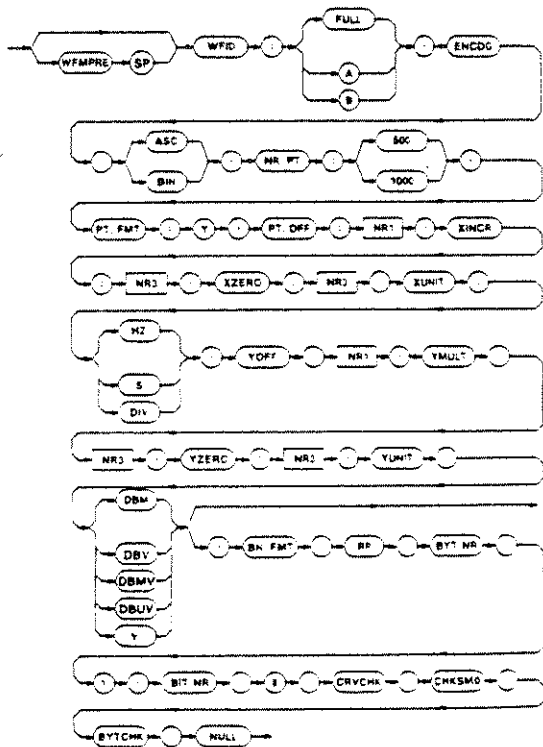 WFMPRE SP WFID : FULL A B , ENCDG
: ASC BIN , NR.PT : 500 1000 ,
PT.FMT : Y , PT.OFF : NR1 , XINCR
: NR3 , XZERO : NR3 , XUNIT :
HZ S DIV , YOFF : NR1 , YMULT :
NR3 , YZERO : NR3 , YUNIT :
DBM DBV DBMV DBUV Y , BN.FMT : RP , BYT/NR :
1 , BIT/NR : 8 , CRVCHK : CHKSM0 ,
BYTCHK : NULL